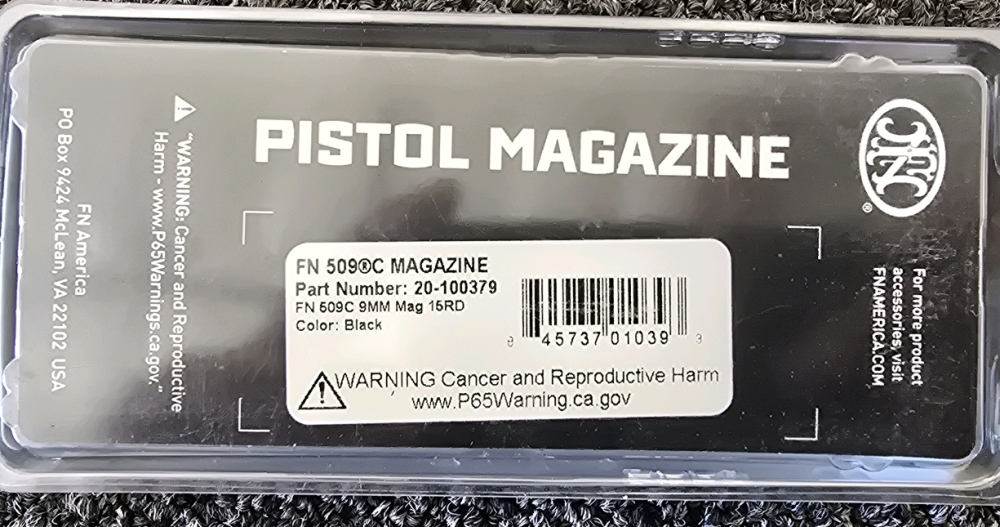 PISTOL MAGAZINE
FN
®
FN 509®C MAGAZINE
Part Number: 20-100379
FN 509C 9MM Mag 15RD
Color: Black
45737 01039
WARNING Cancer and Reproductive Harm
www.P65Warning.ca.gov
"WARNING: Cancer and Reproductive
Harm - www.P65Warnings.ca.gov."
FN America
PO Box 9424 McLean, VA 22102 USA
For more product
accessories, visit
FNAMERICA.COM